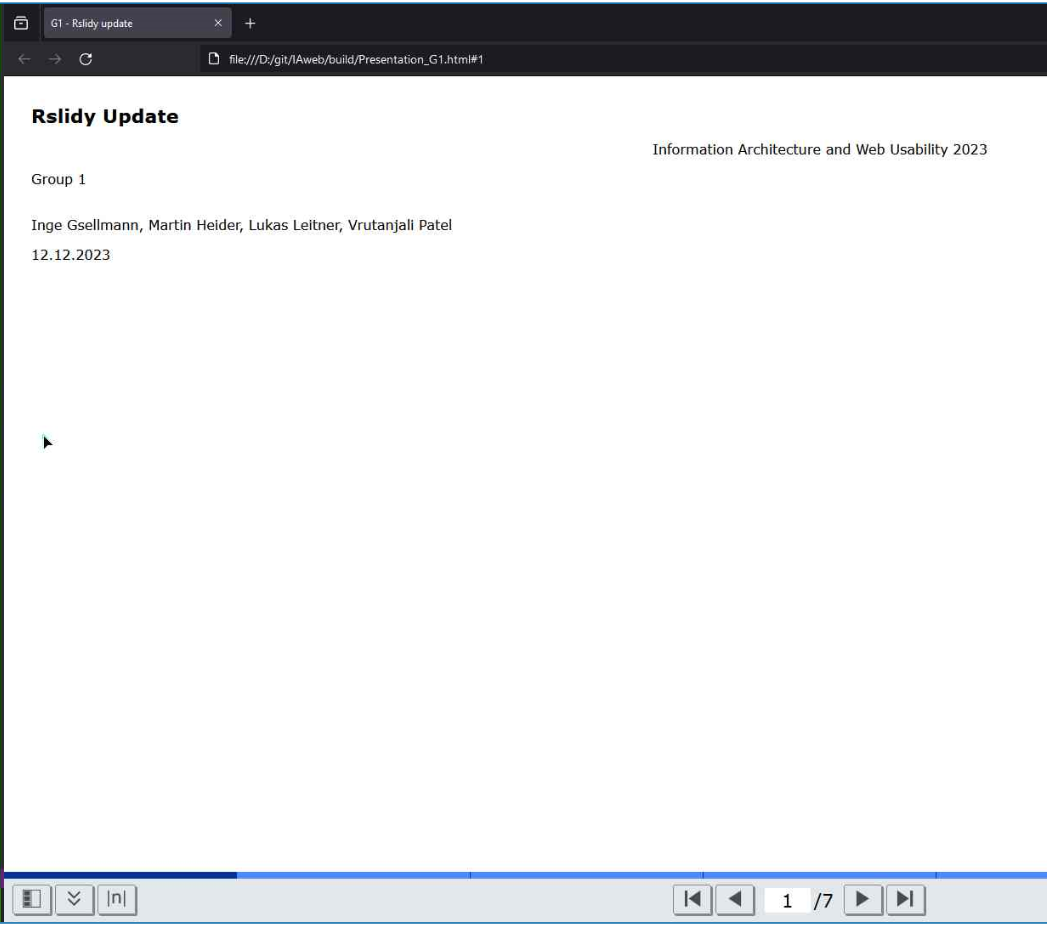 G1 - Rslidy update
file:///D:/git/IAweb/build/Presentation_G1.html#1
Rslidy Update
Information Architecture and Web Usability 2023
Group 1
Inge Gsellmann, Martin Heider, Lukas Leitner, Vrutanjali Patel
12.12.2023
|n|
1 /7